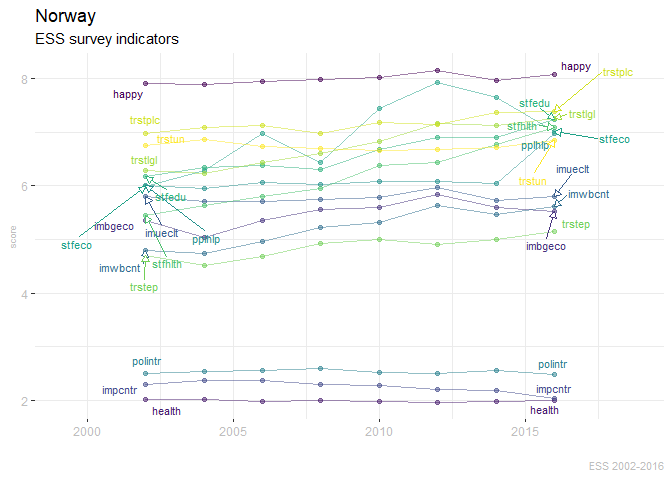 Norway
ESS survey indicators
happy
trstplc
happy
trstplc
stfedu
trstlgl
trstun
stfhlth
stfeco
pplhlp
trstlgl
trstun
imueclt
stfedu
imwbcnt
imbgeco
imueclt
pplhlp
trstep
stfeco
imbgeco
imwbcnt
stfhlth
trstep
polintr
polintr
impcntr
impcntr
health
health
8
6
4
2
score
2000
2005
2010
2015
ESS 2002-2016